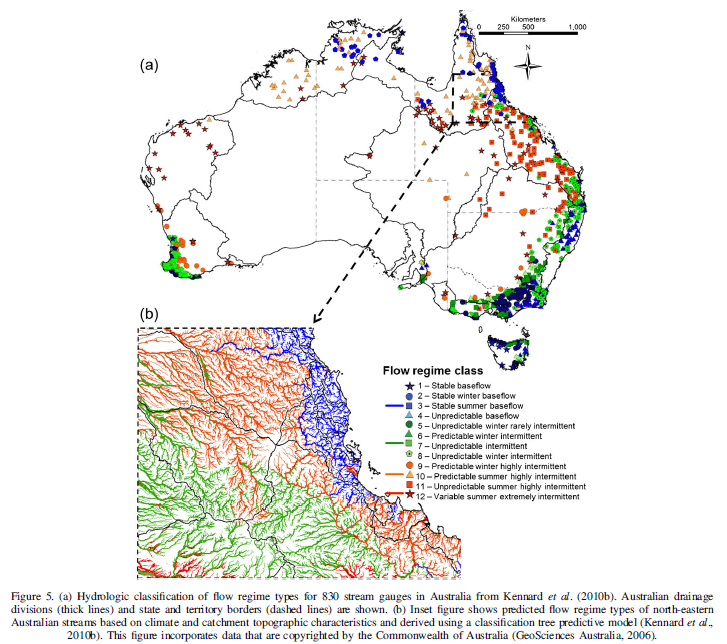 Kilometers
0 250 500 1,000
N
(a)
(b)
Flow regime class
1 – Stable baseflow
2 – Stable winter baseflow
3 – Stable summer baseflow
4 – Unpredictable baseflow
5 – Unpredictable winter rarely intermittent
6 – Predictable winter intermittent
7 – Unpredictable intermittent
8 – Unpredictable winter intermittent
9 – Predictable winter highly intermittent
10 – Predictable summer highly intermittent
11 – Unpredictable summer highly intermittent
12 – Variable summer extremely intermittent
Figure 5. (a) Hydrologic classification of flow regime types for 830 stream gauges in Australia from Kennard et al. (2010b). Australian drainage
divisions (thick lines) and state and territory borders (dashed lines) are shown. (b) Inset figure shows predicted flow regime types of north-eastern
Australian streams based on climate and catchment topographic characteristics and derived using a classification tree predictive model (Kennard et al.,
2010b). This figure incorporates data that are copyrighted by the Commonwealth of Australia (GeoSciences Australia, 2006).